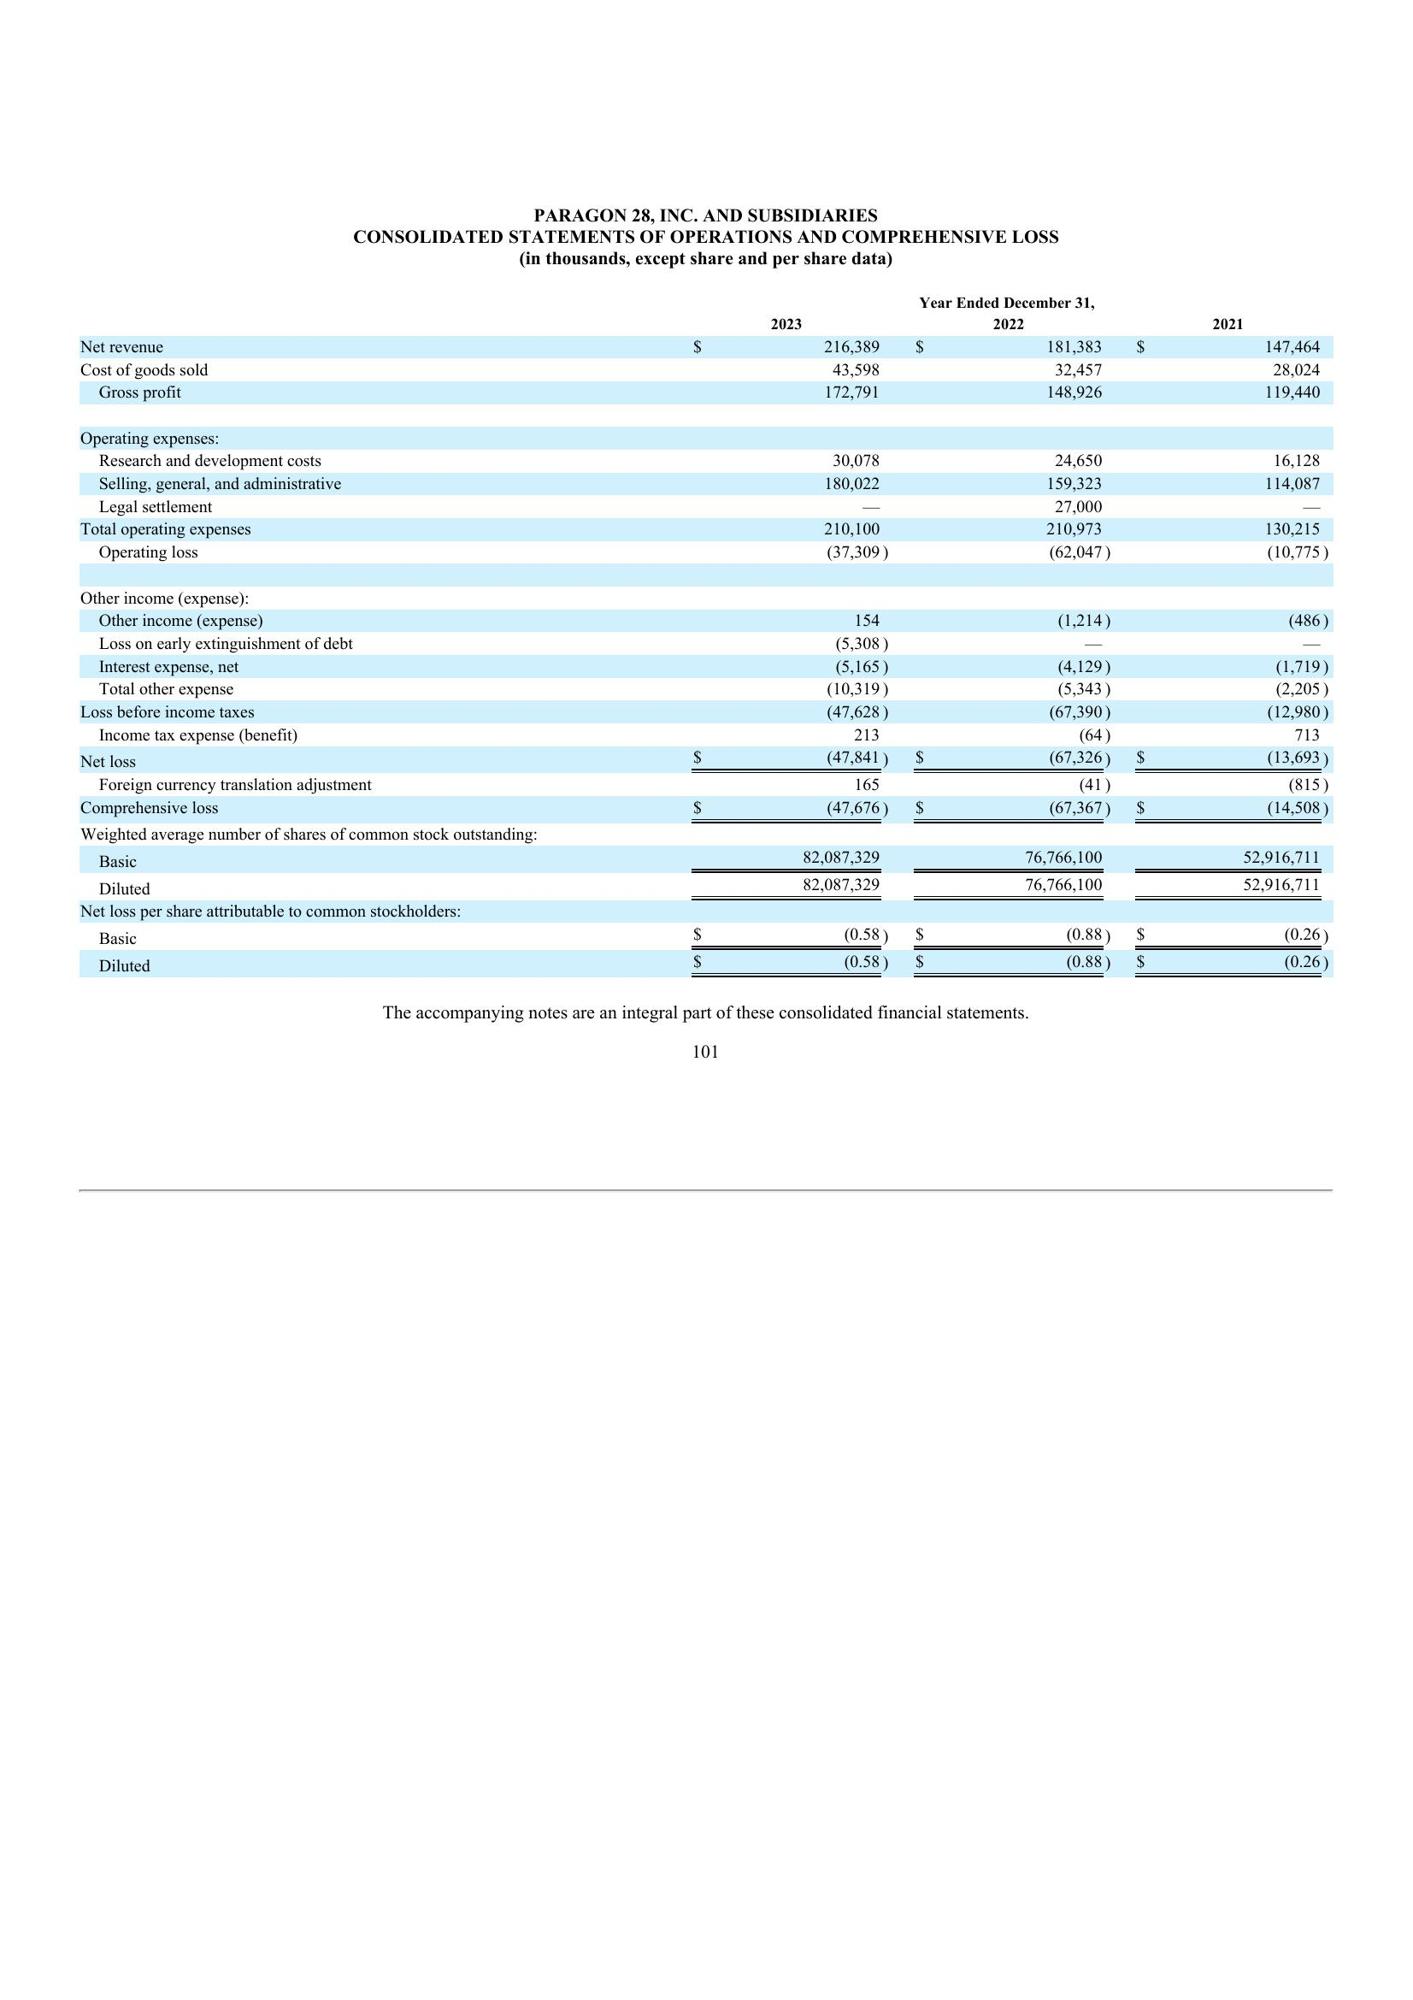 PARAGON 28, INC. AND SUBSIDIARIES
CONSOLIDATED STATEMENTS OF OPERATIONS AND COMPREHENSIVE LOSS
(in thousands, except share and per share data)
Year Ended December 31,
2023 2022 2021
Net revenue $ 216,389 $ 181,383 $ 147,464
Cost of goods sold 43,598 32,457 28,024
Gross profit 172,791 148,926 119,440
Operating expenses:
Research and development costs 30,078 24,650 16,128
Selling, general, and administrative 180,022 159,323 114,087
Legal settlement — 27,000 —
Total operating expenses 210,100 210,973 130,215
Operating loss (37,309) (62,047) (10,775)
Other income (expense):
Other income (expense) 154 (1,214) (486)
Loss on early extinguishment of debt (5,308) — —
Interest expense, net (5,165) (4,129) (1,719)
Total other expense (10,319) (5,343) (2,205)
Loss before income taxes (47,628) (67,390) (12,980)
Income tax expense (benefit) 213 (64) 713
Net loss $ (47,841) $ (67,326) $ (13,693)
Foreign currency translation adjustment 165 (41) (815)
Comprehensive loss $ (47,676) $ (67,367) $ (14,508)
Weighted average number of shares of common stock outstanding:
Basic 82,087,329 76,766,100 52,916,711
Diluted 82,087,329 76,766,100 52,916,711
Net loss per share attributable to common stockholders:
Basic $ (0.58) $ (0.88) $ (0.26)
Diluted $ (0.58) $ (0.88) $ (0.26)
The accompanying notes are an integral part of these consolidated financial statements.
101